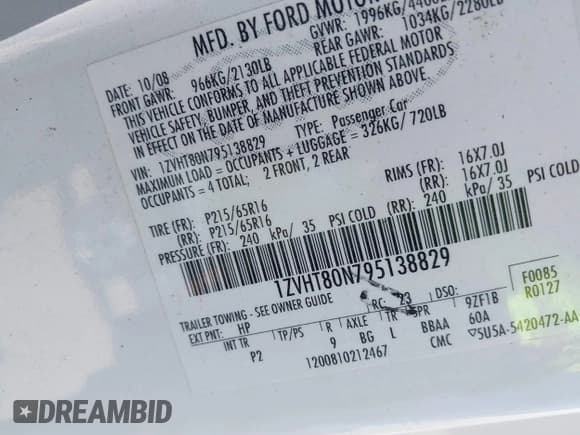 MFD. BY FORD MOTOR
DATE: 10/08 GVWR: 1996KG/
FRONT GAWR: 966KG/2130LB REAR GAWR: 1034KG/2280LB
THIS VEHICLE CONFORMS TO ALL APPLICABLE FEDERAL MOTOR
VEHICLE SAFETY, BUMPER, AND THEFT PREVENTION STANDARDS
IN EFFECT ON THE DATE OF MANUFACTURE SHOWN ABOVE.
VIN: 1ZVHT80N795138829 TYPE: Passenger Car
MAXIMUM LOAD = OCCUPANTS + LUGGAGE = 326KG/ 720LB
OCCUPANTS = 4 TOTAL; 2 FRONT, 2 REAR
TIRE (FR): P215/65R16 RIMS (FR): 16X7.0J
(RR): P215/65R16 (RR): 16X7.0J
PRESSURE (FR): 240 kPa/ 35 PSI COLD (RR): 240 kPa/ 35 PSI COLD
1ZVHT80N795138829
F0085
R0127
TRAILER TOWING - SEE OWNER GUIDE RC: 23 DSO:
EXT PNT: HP 9ZF1B
INT TR TP/PS R AXLE TR SPR 60A
P2 9 BG L BBAA CMC 5U5A-5420472-AA
1200810212467
DREAMBID